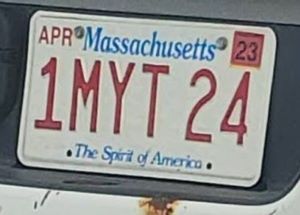 APR Massachusetts 23
1MYT 24
The Spirit of America